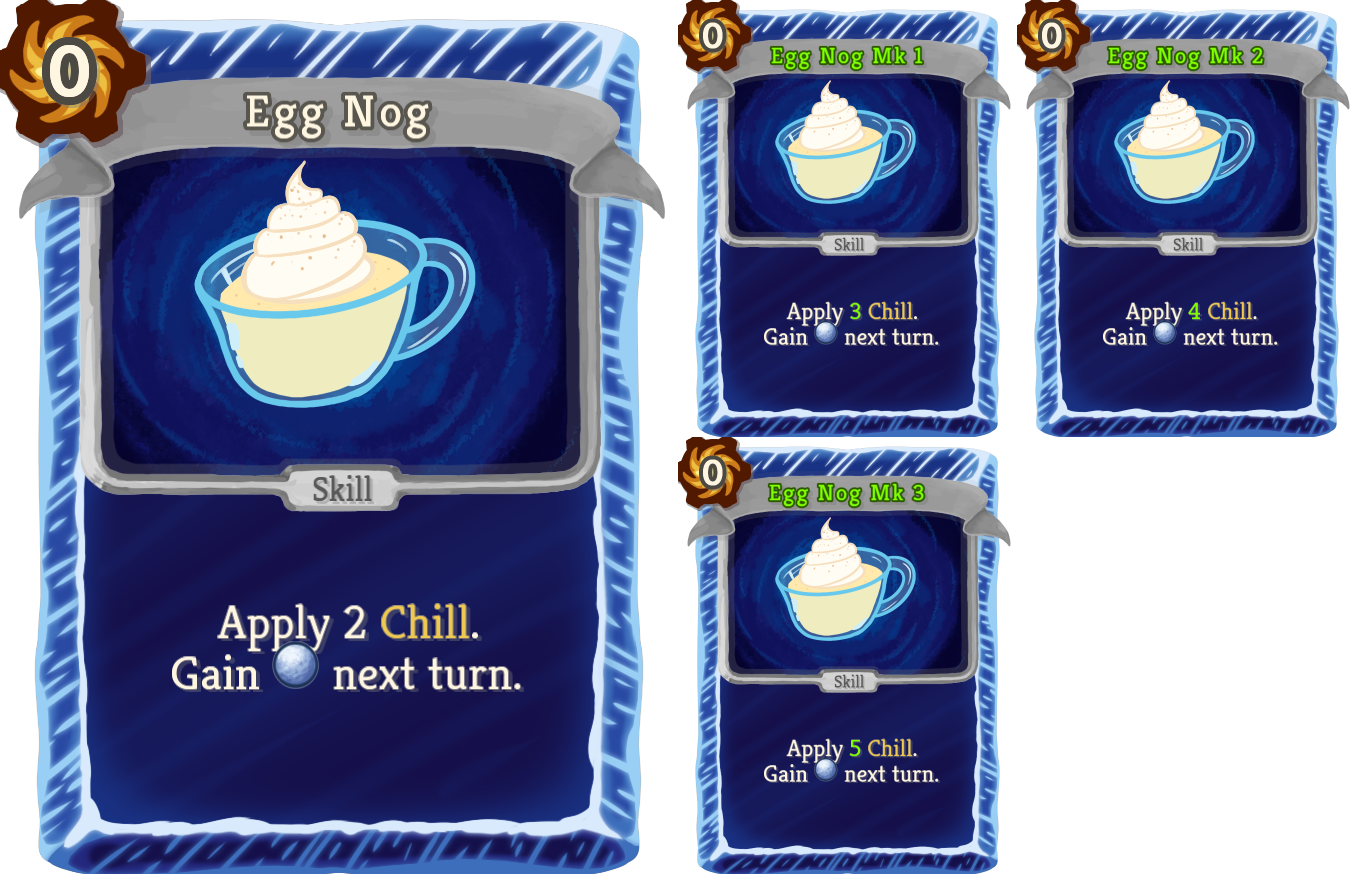 0
Egg Nog
Skill
Apply 2 Chill.
Gain next turn.
0
Egg Nog Mk 1
Skill
Apply 3 Chill.
Gain next turn.
0
Egg Nog Mk 2
Skill
Apply 4 Chill.
Gain next turn.
0
Egg Nog Mk 3
Skill
Apply 5 Chill.
Gain next turn.